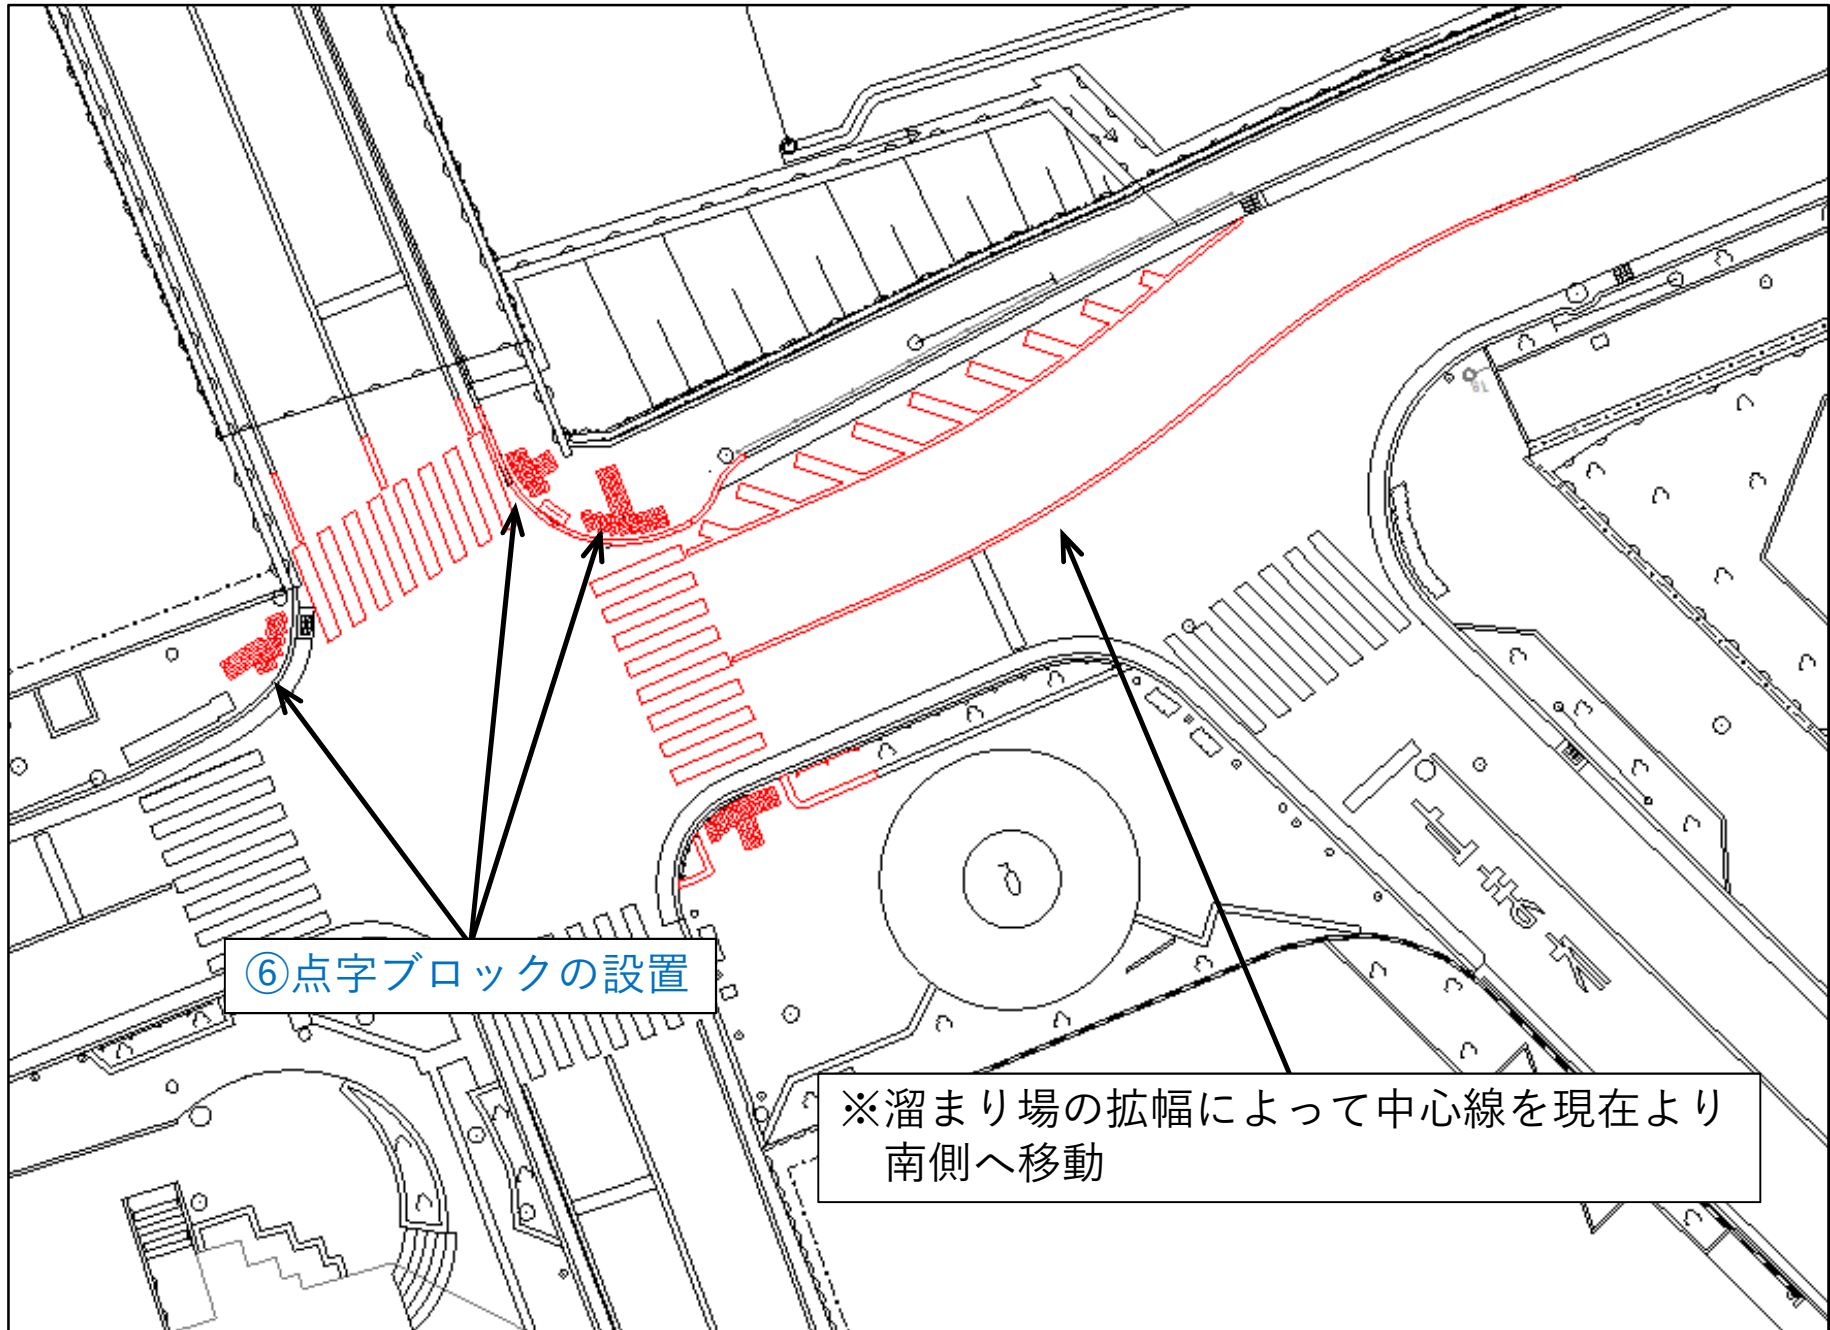 ⑥点字ブロックの設置
※溜まり場の拡幅によって中心線を現在より
南側へ移動